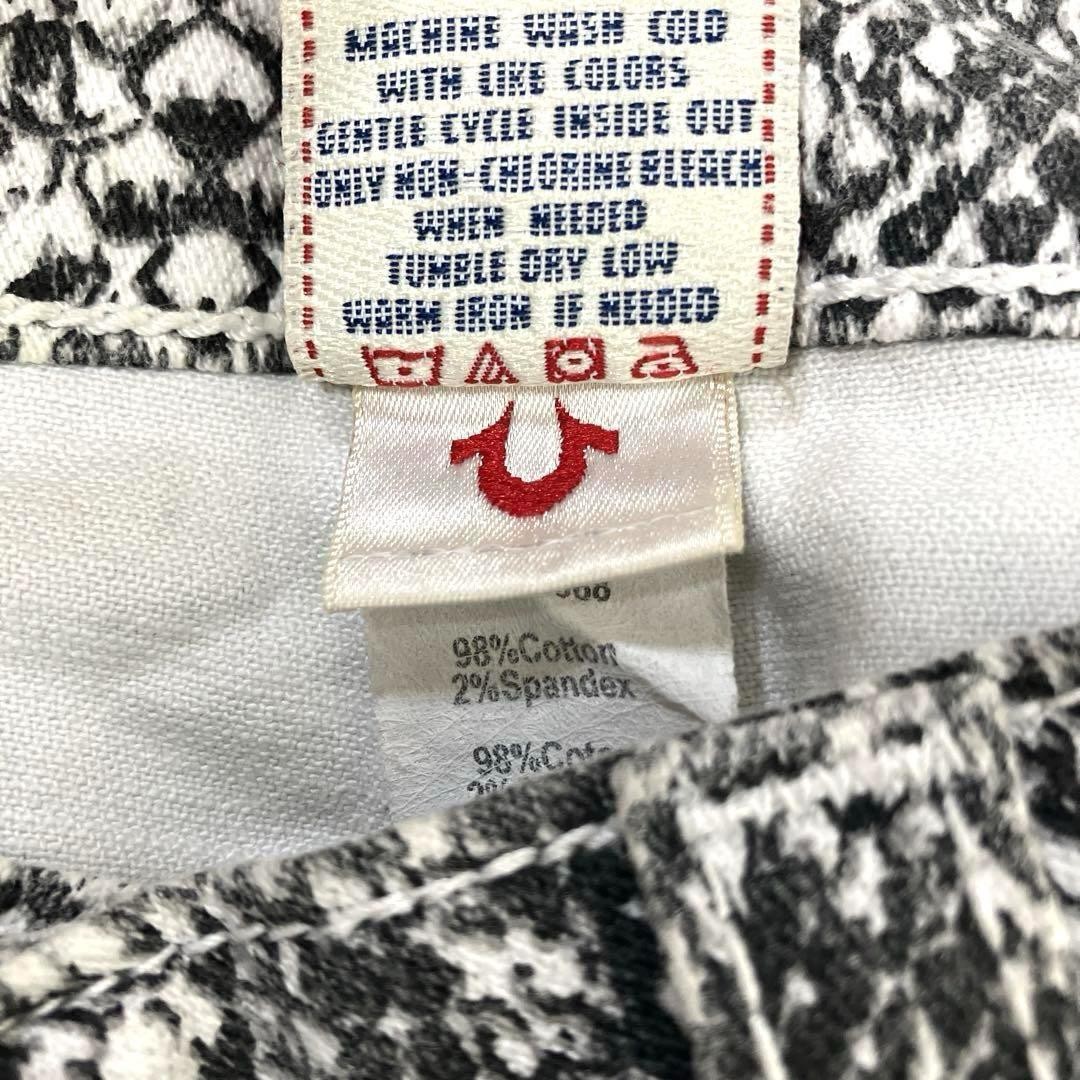 MACHINE WASH COLD
WITH LIKE COLORS
GENTLE CYCLE INSIDE OUT
ONLY NON-CHLORINE BLEACH
WHEN NEEDED
TUMBLE DRY LOW
WARM IRON IF NEEDED
98%Cotton
2%Spandex